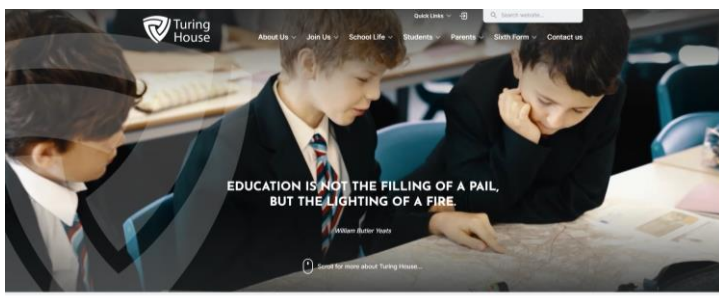 Turing
House
Quick Links
Search website...
About Us
Join Us
School Life
Students
Parents
Sixth Form
Contact us
EDUCATION IS NOT THE FILLING OF A PAIL,
BUT THE LIGHTING OF A FIRE.
William Butler Yeats
Scroll for more about Turing House...